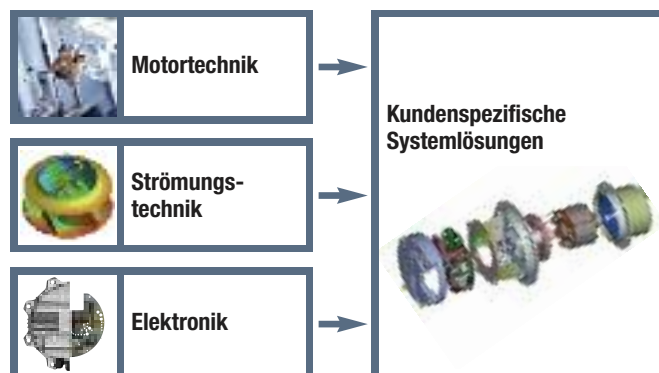 Motortechnik
Kundenspezifische
Systemlösungen
Strömungs-
technik
Elektronik